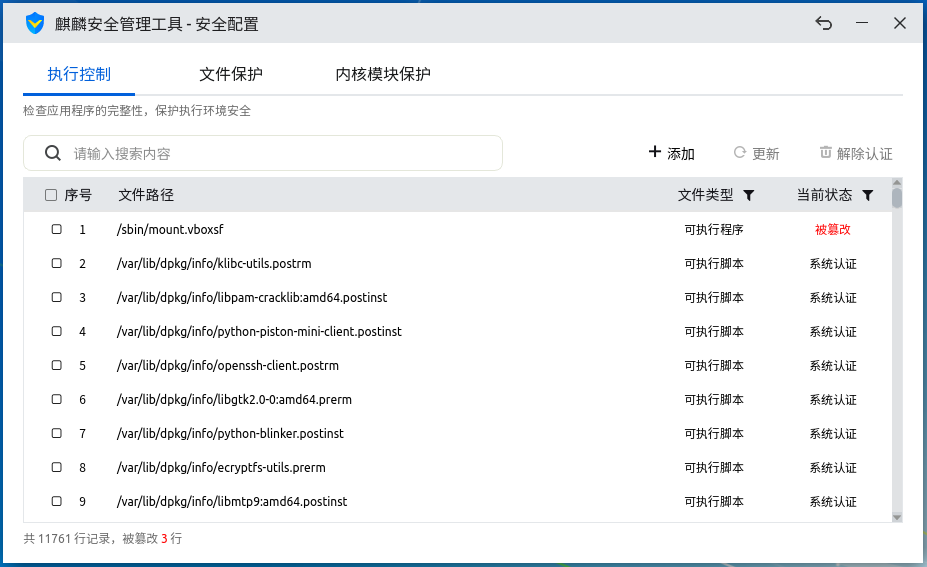 麒麟安全管理工具 - 安全配置
执行控制 文件保护 内核模块保护
检查应用程序的完整性，保护执行环境安全
请输入搜索内容 添加 更新 解除认证
序号 文件路径 文件类型 当前状态
1 /sbin/mount.vboxsf 可执行程序 被篡改
2 /var/lib/dpkg/info/klibc-utils.postrm 可执行脚本 系统认证
3 /var/lib/dpkg/info/libpam-cracklib:amd64.postinst 可执行脚本 系统认证
4 /var/lib/dpkg/info/python-piston-mini-client.postinst 可执行脚本 系统认证
5 /var/lib/dpkg/info/openssh-client.postrm 可执行脚本 系统认证
6 /var/lib/dpkg/info/libgtk2.0-0:amd64.prerm 可执行脚本 系统认证
7 /var/lib/dpkg/info/python-blinker.postinst 可执行脚本 系统认证
8 /var/lib/dpkg/info/ecryptfs-utils.prerm 可执行脚本 系统认证
9 /var/lib/dpkg/info/libmtp9:amd64.postinst 可执行脚本 系统认证
共 11761 行记录，被篡改 3 行